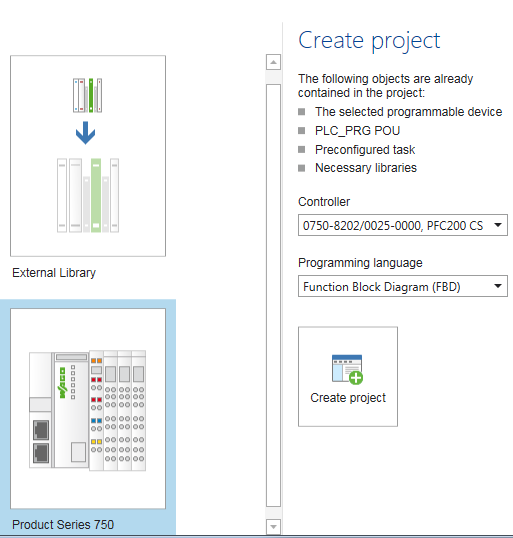 External Library
Product Series 750
Create project
The following objects are already
contained in the project:
The selected programmable device
PLC_PRG POU
Preconfigured task
Necessary libraries
Controller
0750-8202/0025-0000, PFC200 CS
Programming language
Function Block Diagram (FBD)
Create project